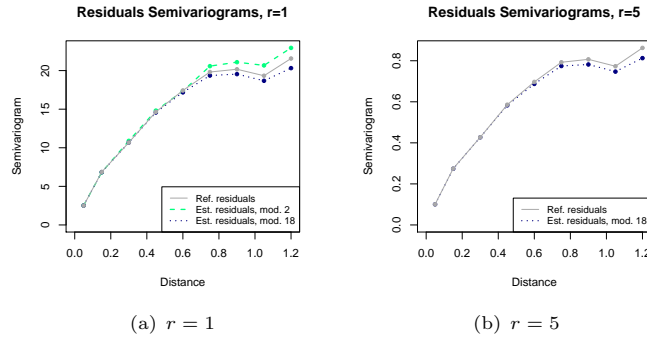 Residuals Semivariograms, r=1
Semivariogram
20
15
10
5
0
Ref. residuals
Est. residuals, mod. 2
Est. residuals, mod. 18
0.0 0.2 0.4 0.6 0.8 1.0 1.2
Distance
(a) r = 1
Residuals Semivariograms, r=5
Semivariogram
0.8
0.6
0.4
0.2
0.0
Ref. residuals
Est. residuals, mod. 18
0.0 0.2 0.4 0.6 0.8 1.0 1.2
Distance
(b) r = 5